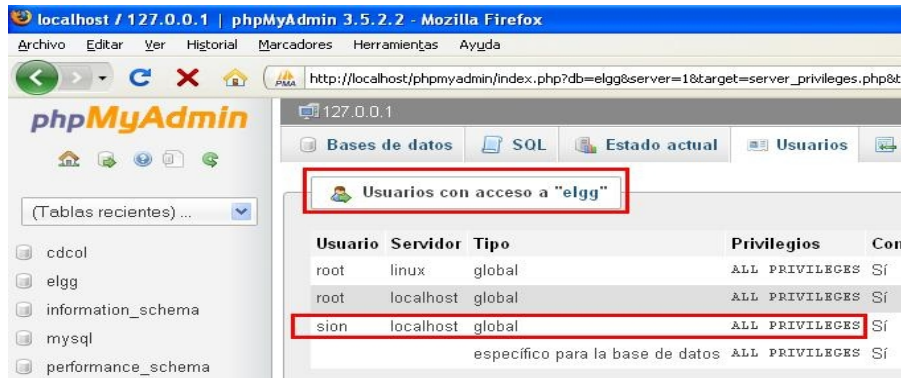 localhost / 127.0.0.1 | phpMyAdmin 3.5.2.2 - Mozilla Firefox
Archivo Editar Ver Historial Marcadores Herramientas Ayuda
http://localhost/phpmyadmin/index.php?db=elgg&server=1&target=server_privileges.php&t
phpMyAdmin
(Tablas recientes) ...
cdcol
elgg
information_schema
mysql
performance_schema
127.0.0.1
Bases de datos SQL Estado actual Usuarios
Usuarios con acceso a "elgg"
Usuario Servidor Tipo Privilegios Con
root linux global ALL PRIVILEGES Sí
root localhost global ALL PRIVILEGES Sí
sion localhost global ALL PRIVILEGES Sí
específico para la base de datos ALL PRIVILEGES Sí